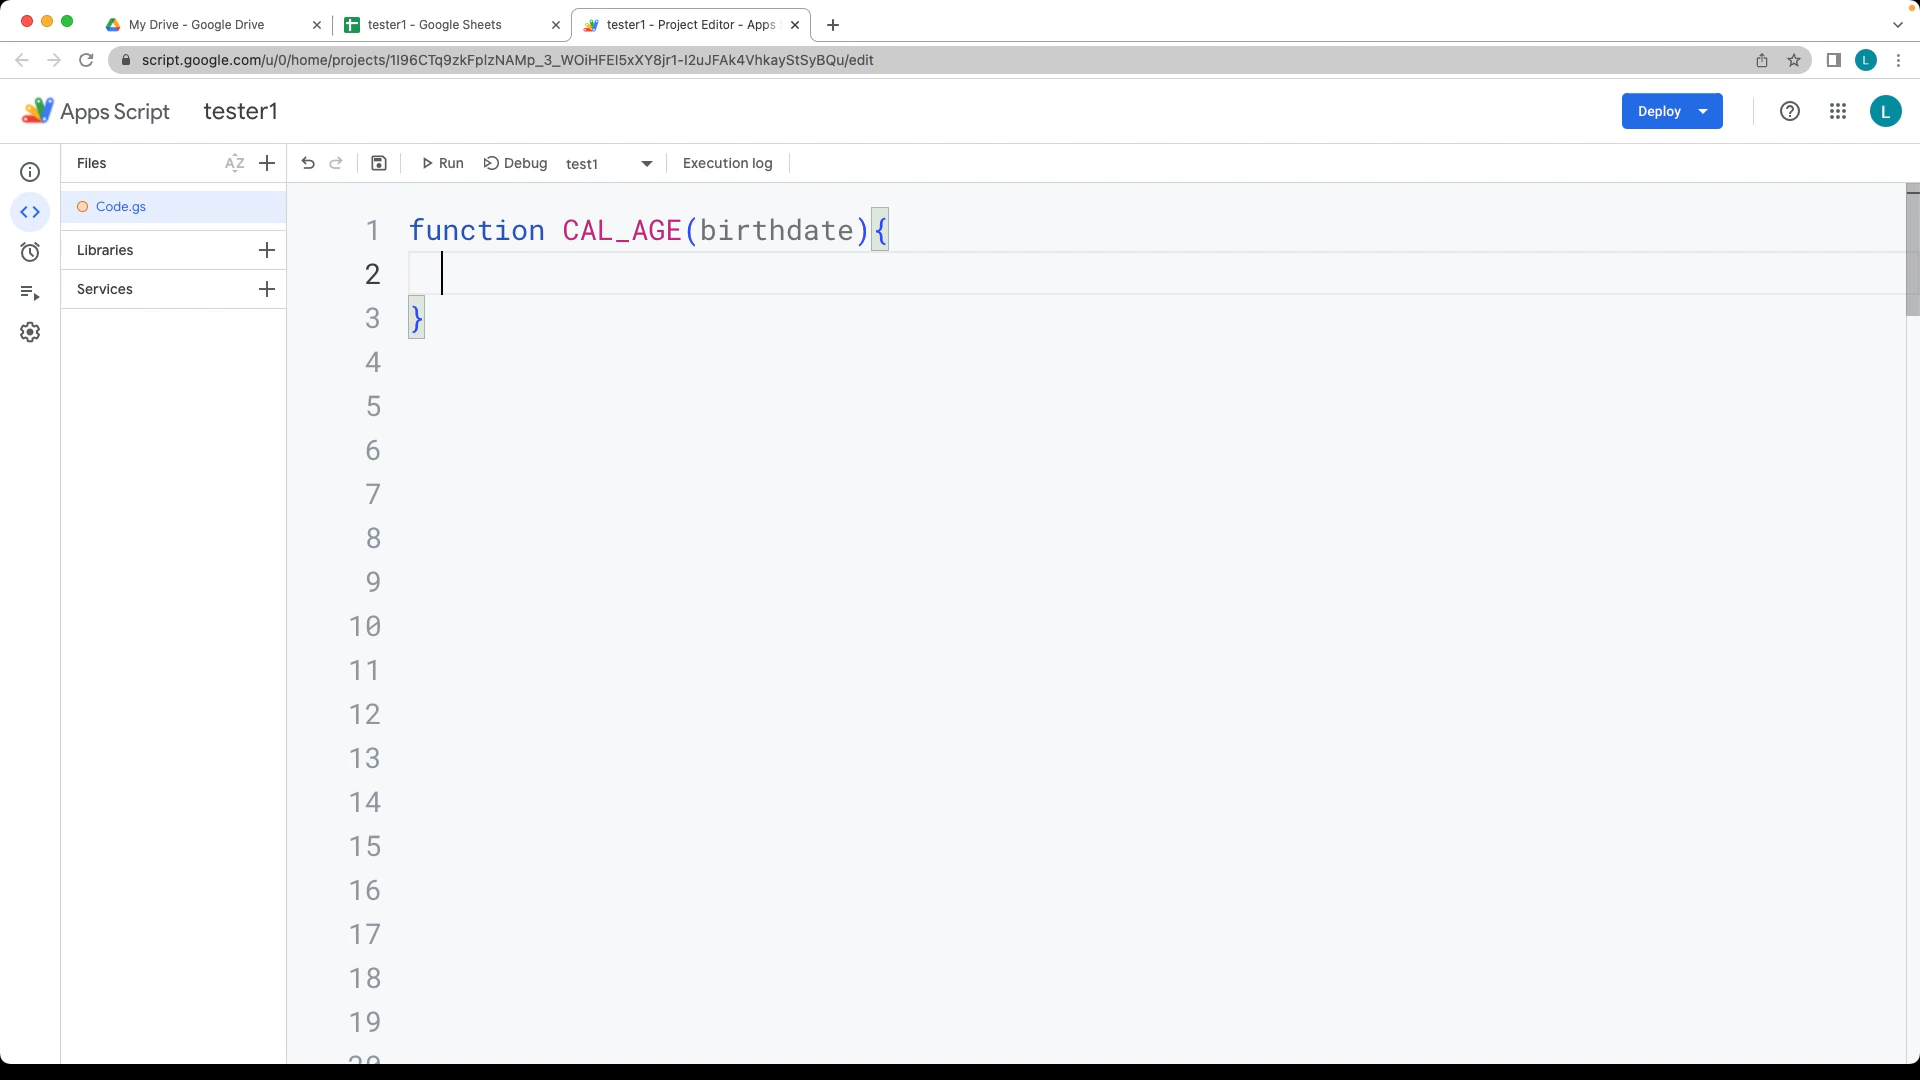 My Drive - Google Drive
tester1 - Google Sheets
tester1 - Project Editor - Apps
script.google.com/u/0/home/projects/1I96CTq9zkFplzNAMp_3_WOiHFEI5xXY8jr1-I2uJFAk4VhkayStSyBQu/edit
L
Apps Script
tester1
Deploy
L
Files
AZ
Run
Debug
test1
Execution log
Code.gs
Libraries
Services
1 function CAL_AGE(birthdate){
2
3 }
4
5
6
7
8
9
10
11
12
13
14
15
16
17
18
19
20